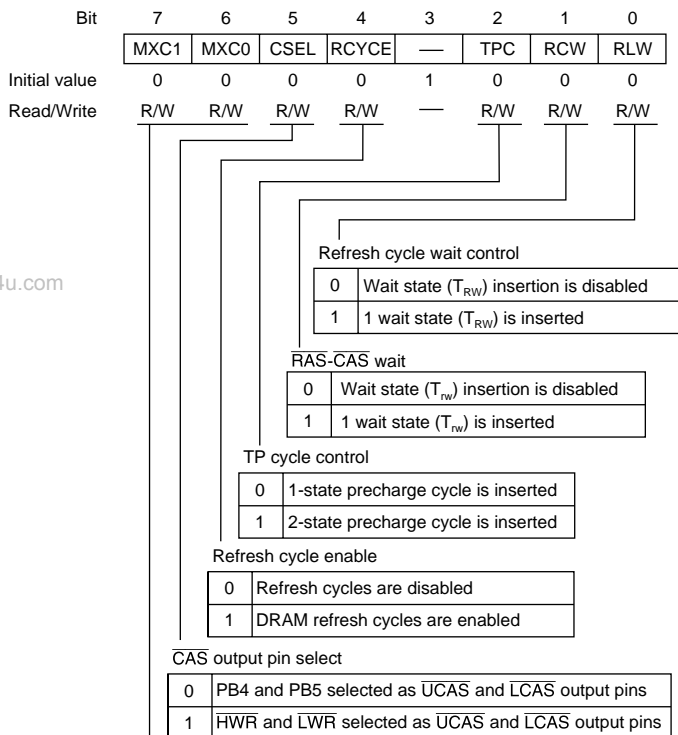 Bit 7 6 5 4 3 2 1 0
MXC1 MXC0 CSEL RCYCE — TPC RCW RLW
Initial value 0 0 0 0 1 0 0 0
Read/Write R/W R/W R/W R/W — R/W R/W R/W
Refresh cycle wait control
4u.com
0 Wait state (TRW) insertion is disabled
1 1 wait state (TRW) is inserted
RAS-CAS wait
0 Wait state (Trw) insertion is disabled
1 1 wait state (Trw) is inserted
TP cycle control
0 1-state precharge cycle is inserted
1 2-state precharge cycle is inserted
Refresh cycle enable
0 Refresh cycles are disabled
1 DRAM refresh cycles are enabled
CAS output pin select
0 PB4 and PB5 selected as UCAS and LCAS output pins
1 HWR and LWR selected as UCAS and LCAS output pins